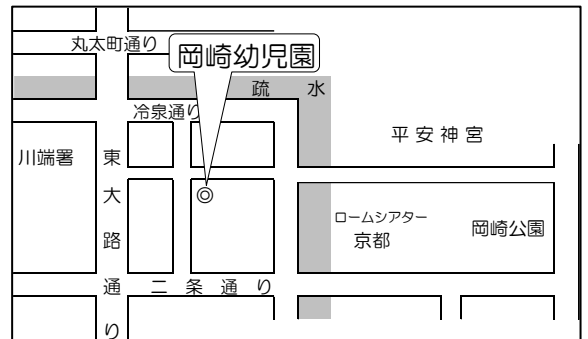 丸太町通り
岡崎幼児園
疏水
冷泉通り
平安神宮
川端署
東大路通り
◎
ロームシアター
京都
岡崎公園
二条通り